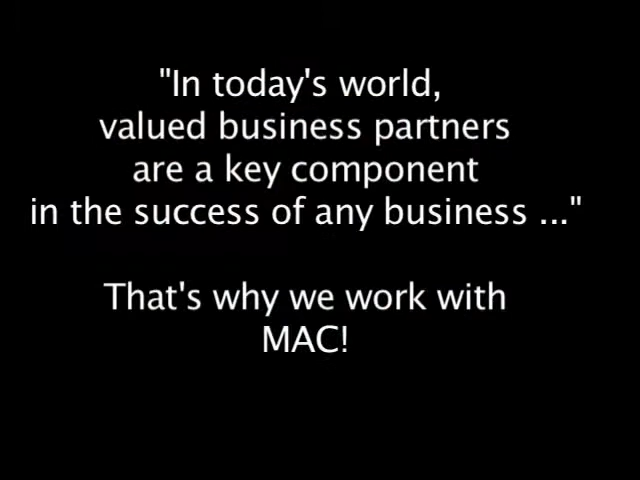 "In today's world,
valued business partners
are a key component
in the success of any business ..."
That's why we work with
MAC!